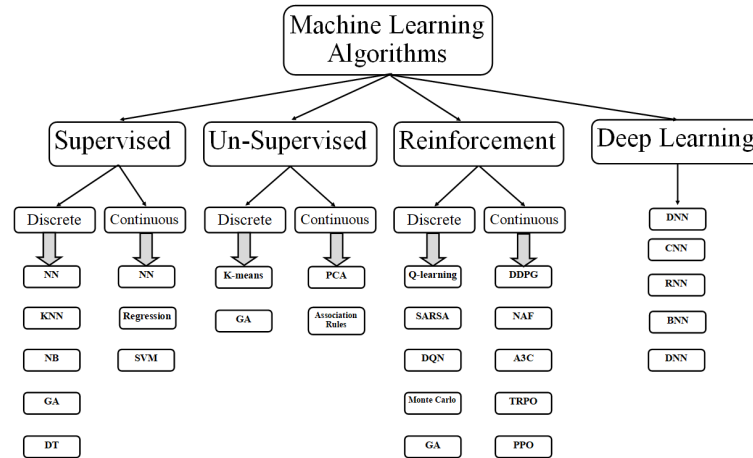 Machine Learning
Algorithms
Supervised
Un-Supervised
Reinforcement
Deep Learning
Discrete
Continuous
Discrete
Continuous
Discrete
Continuous
NN
KNN
NB
GA
DT
NN
Regression
SVM
K-means
GA
PCA
Association
Rules
Q-learning
SARSA
DQN
Monte Carlo
GA
DDPG
NAF
A3C
TRPO
PPO
DNN
CNN
RNN
BNN
DNN